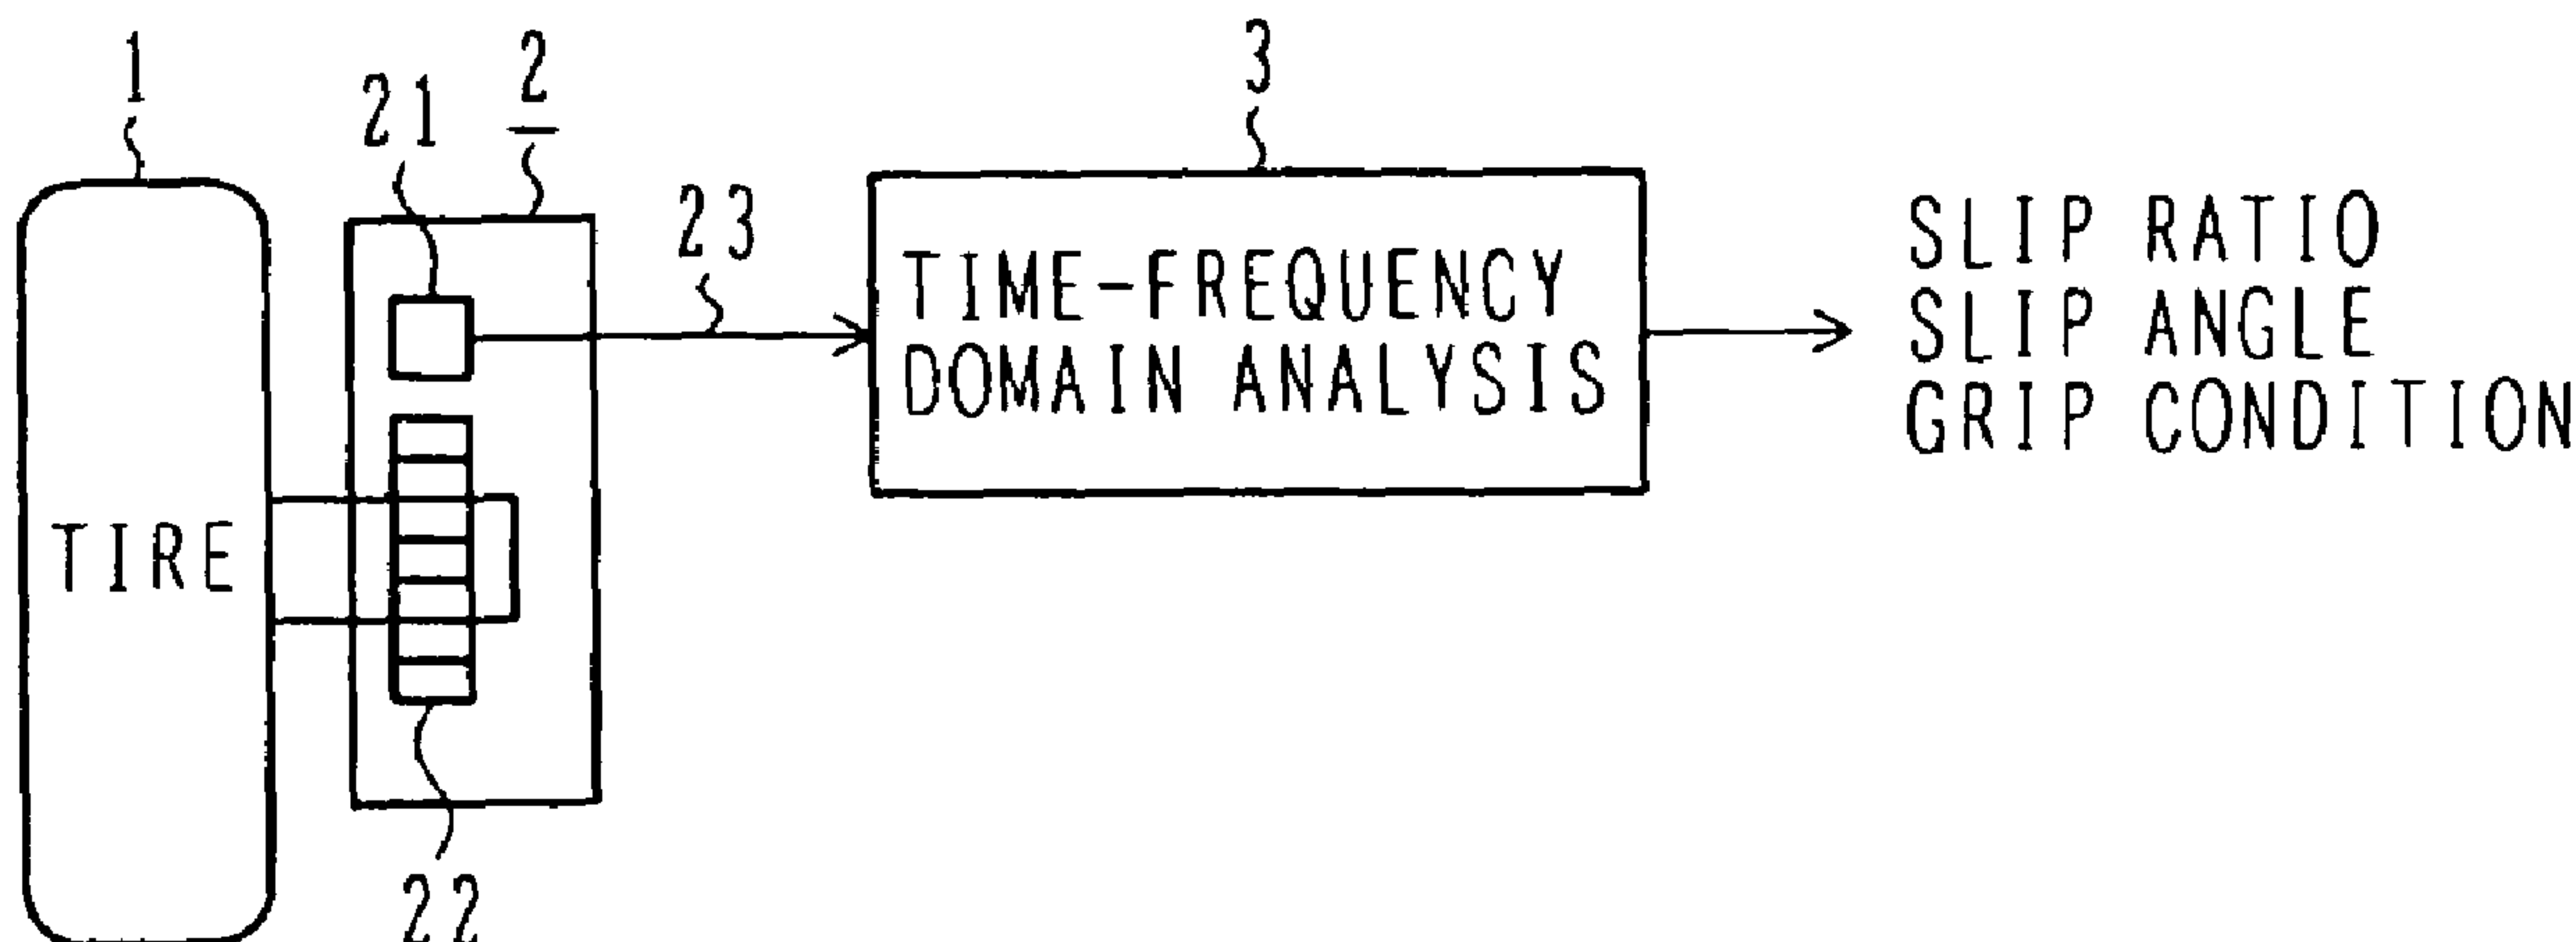 1
21
2
23
3
TIRE
22
TIME-FREQUENCY
DOMAIN ANALYSIS
SLIP RATIO
SLIP ANGLE
GRIP CONDITION